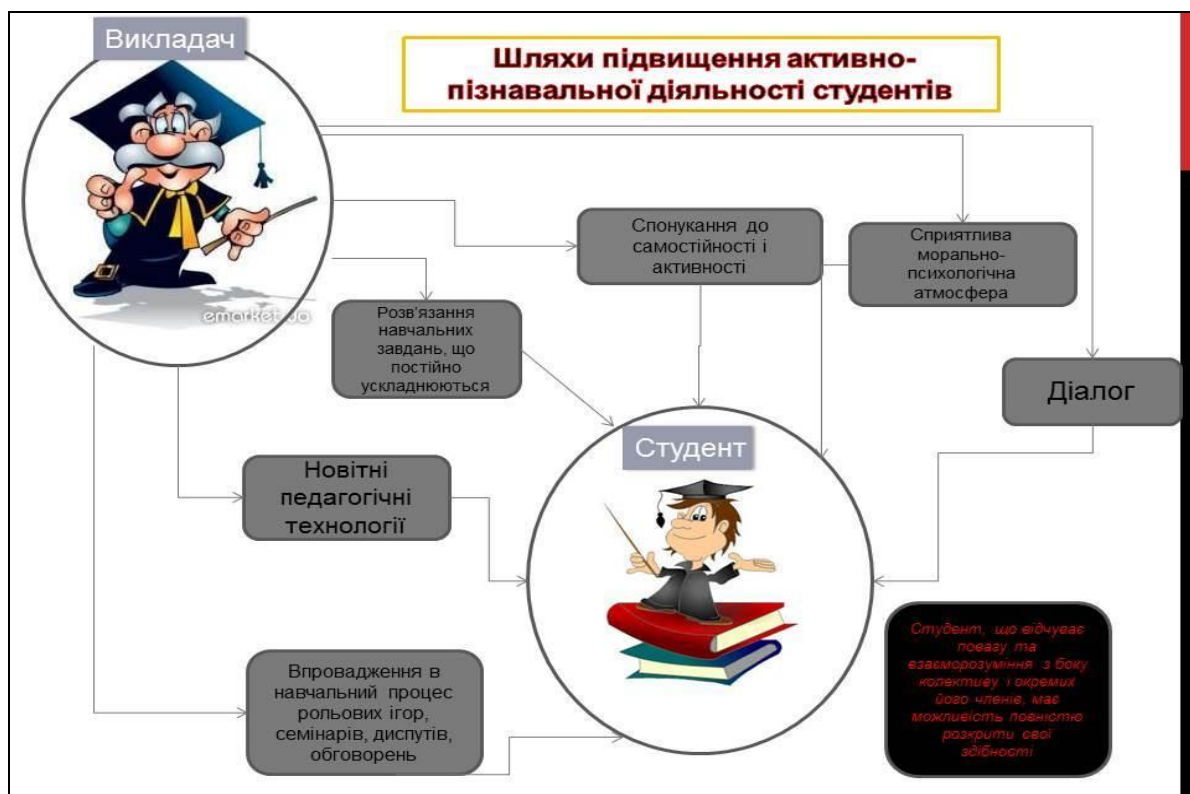 Викладач
Шляхи підвищення активно-
пізнавальної діяльності студентів
Спонукання до
самостійності і
активності
Сприятлива
морально-
психологічна
атмосфера
emarket.ua
Розв'язання
навчальних
завдань, що
постійно
ускладнюються
Діалог
Студент
Новітні
педагогічні
технології
Впровадження в
навчальний процес
рольових ігор,
семінарів, диспутів,
обговорень
Студент, що відчуває
повагу та
взаєморозуміння з боку
колективу і окремих
його членів, має
можливість повністю
розкрити свої
здібності